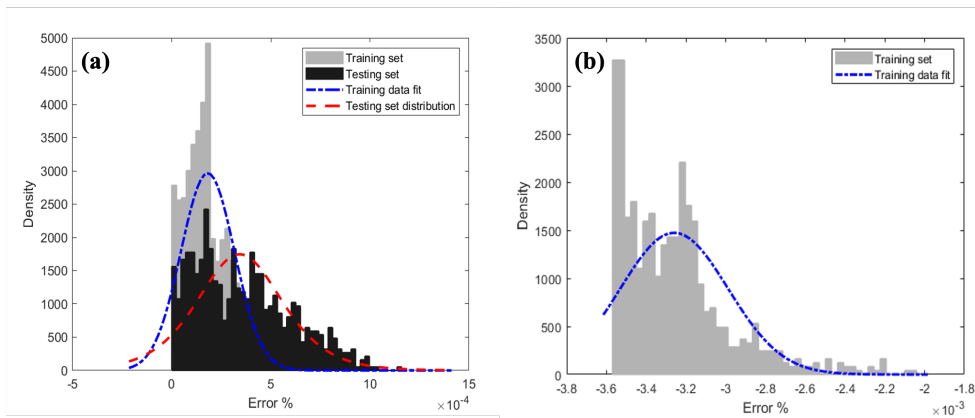 (a)
Training set
Testing set
Training data fit
Testing set distribution
5000
4500
4000
3500
3000
2500
2000
1500
1000
500
0
Density
-5 0 5 10 15
Error %
×10⁻⁴
(b)
Training set
Training data fit
3500
3000
2500
2000
1500
1000
500
0
Density
-3.8 -3.6 -3.4 -3.2 -3 -2.8 -2.6 -2.4 -2.2 -2 -1.8
Error %
×10⁻³